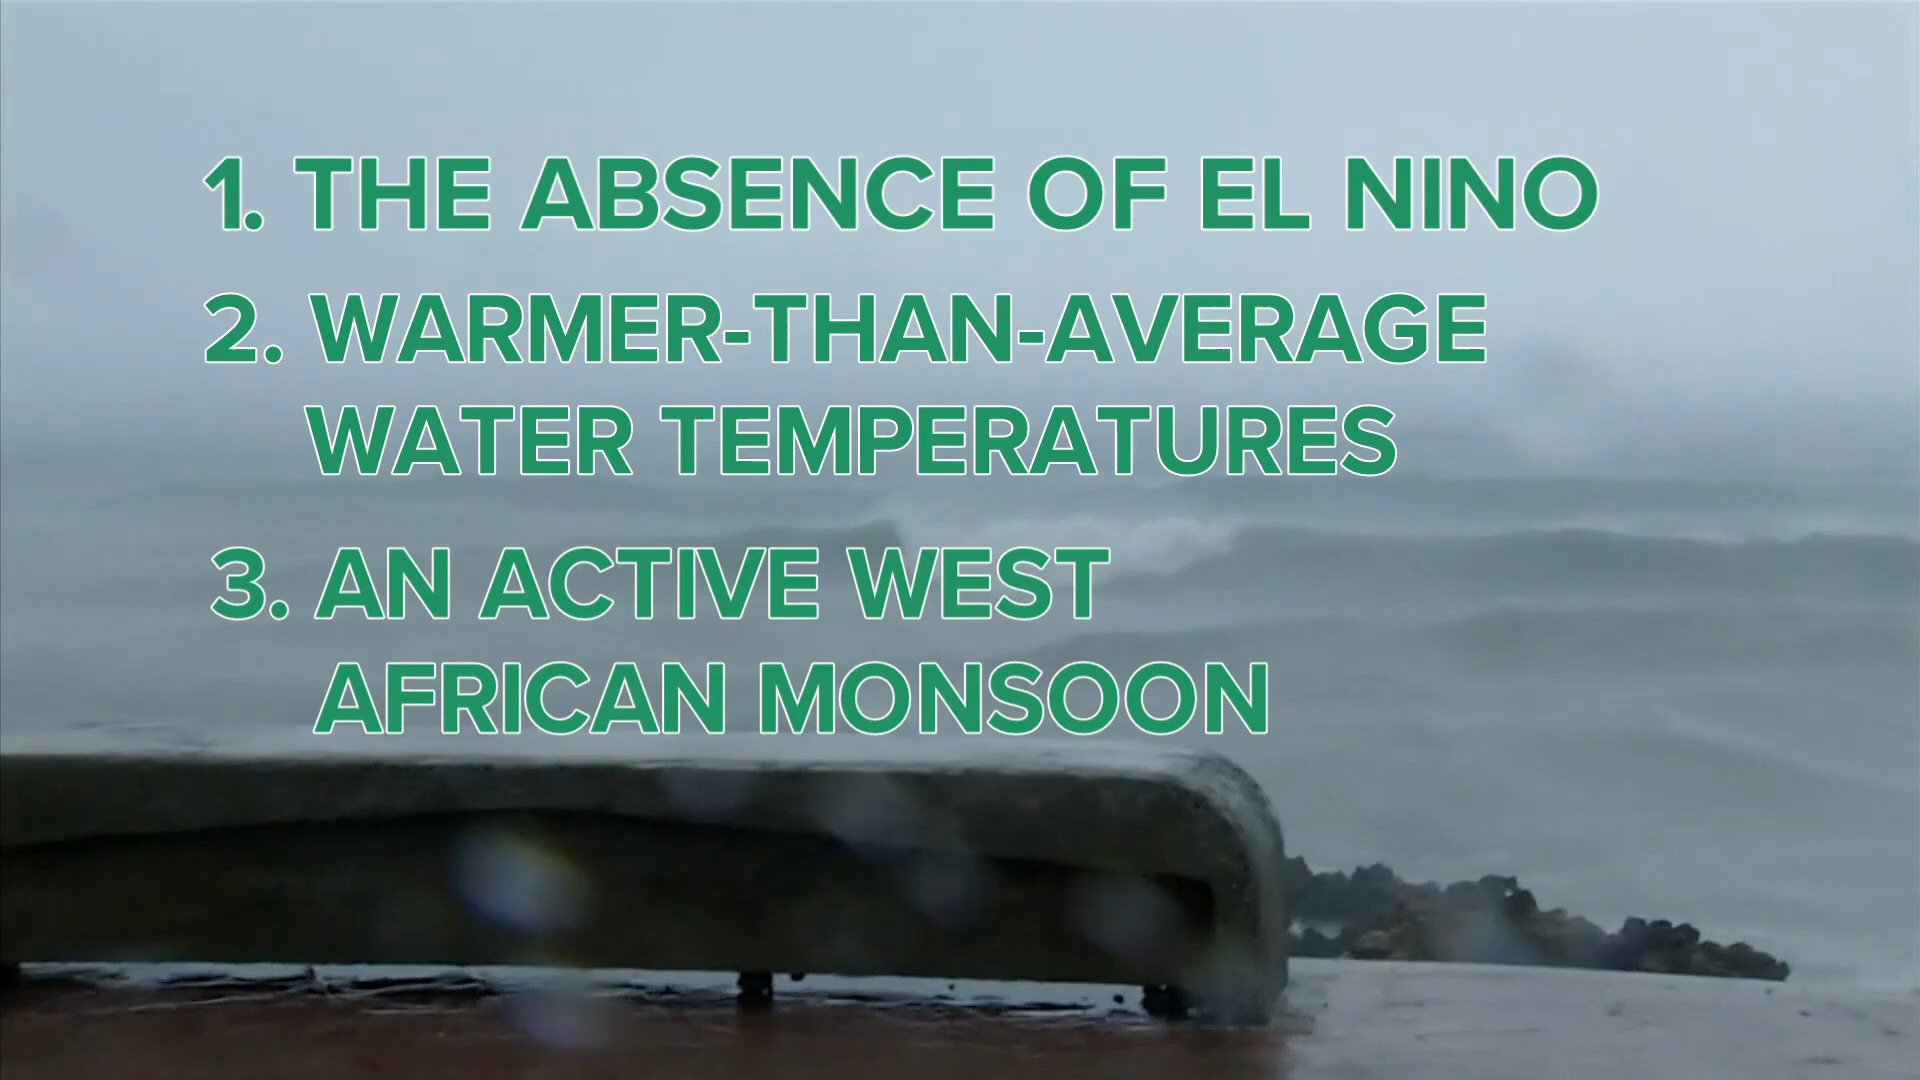 1. THE ABSENCE OF EL NINO
2. WARMER-THAN-AVERAGE
WATER TEMPERATURES
3. AN ACTIVE WEST
AFRICAN MONSOON